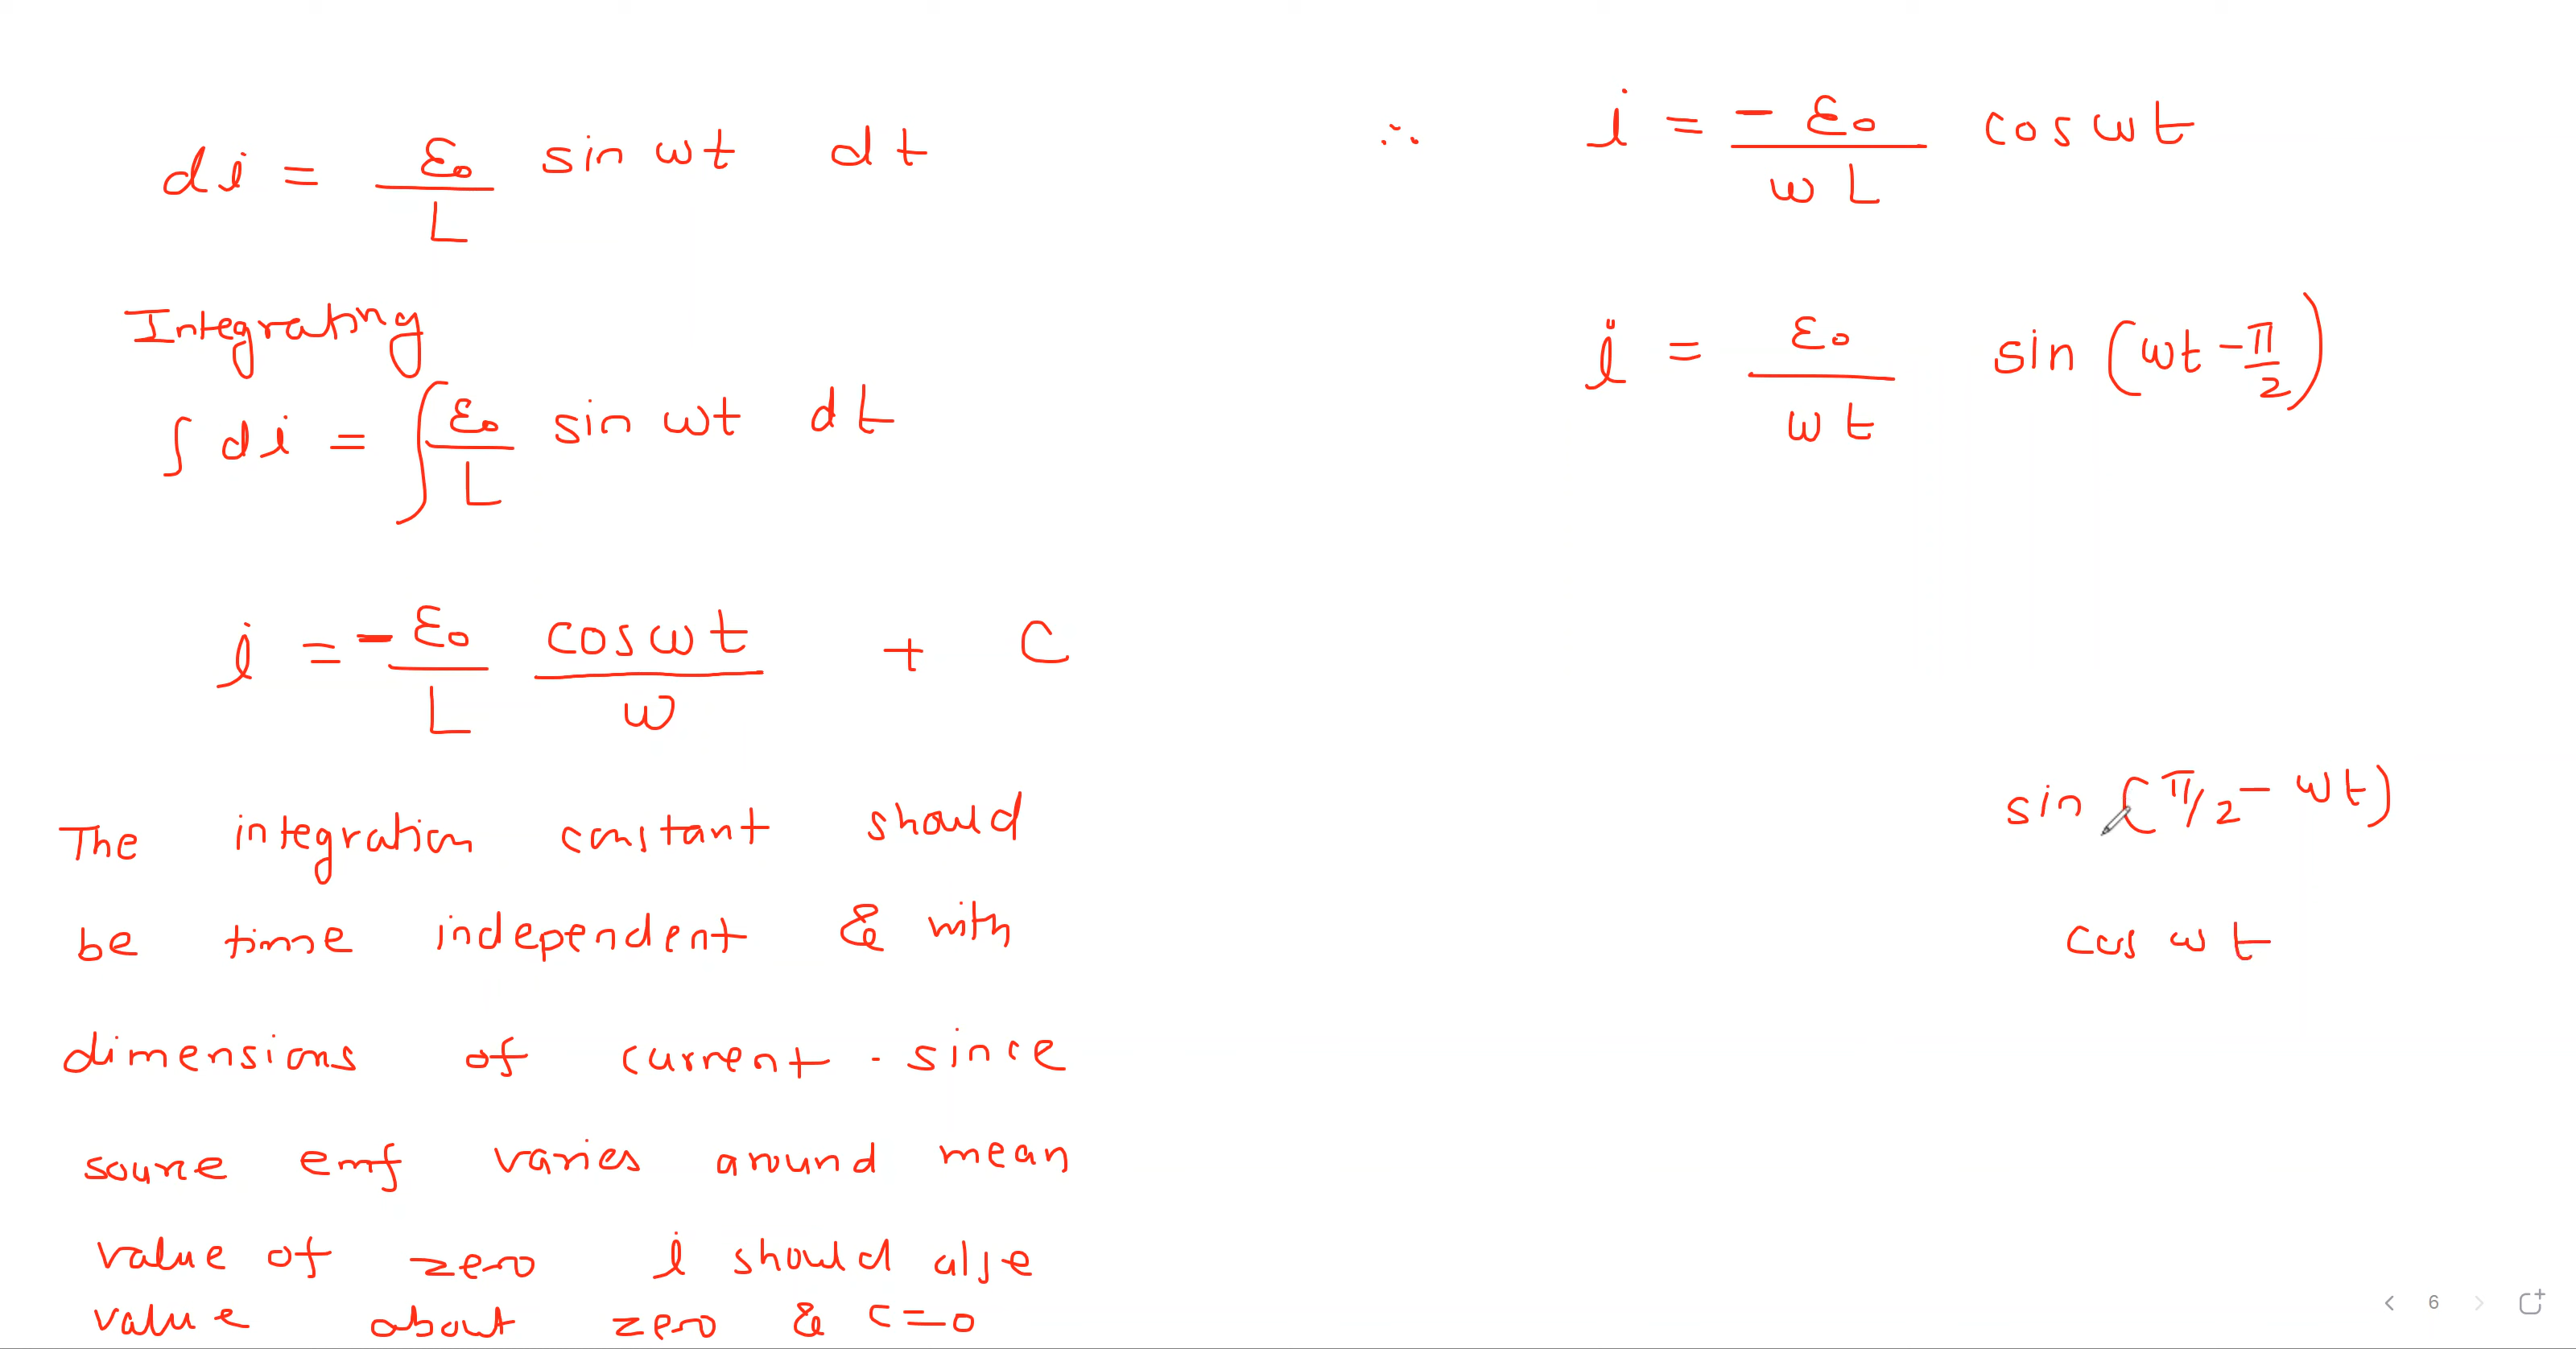 di = ε₀/L sin ωt dt
Integrating
∫ di = ∫ ε₀/L sin ωt dt
i = - ε₀/L cos ωt/ω + C
The integration constant should
be time independent & with
dimensions of current. since
source emf varies around mean
value of zero i should also
value about zero & c=0
∴ i = - ε₀/ωL cos ωt
i = ε₀/ωt sin (ωt - π/2)
sin (π/2 - ωt)
cos ωt
6